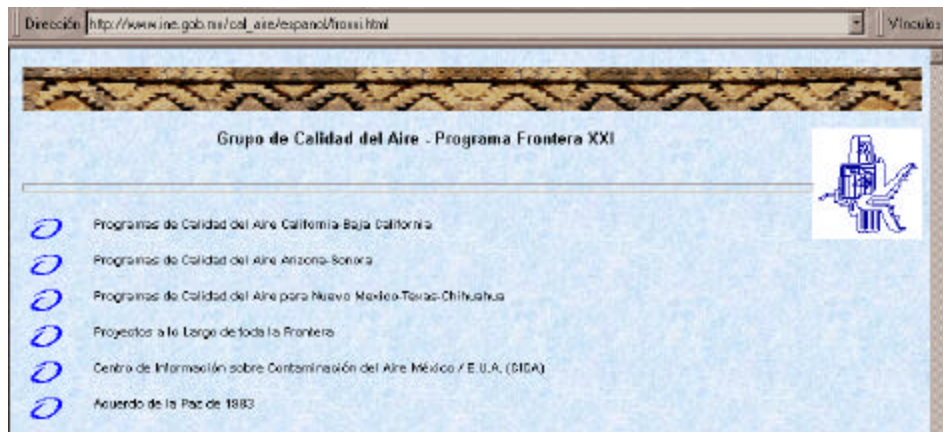 Dirección http://www.ine.gob.mx/cal_aire/espanol/froxxi.html Vínculos
Grupo de Calidad del Aire - Programa Frontera XXI
Programas de Calidad del Aire California-Baja California
Programas de Calidad del Aire Arizona-Sonora
Programas de Calidad del Aire para Nuevo Mexico-Texas-Chihuahua
Proyectos a lo Largo de toda la Frontera
Centro de Información sobre Contaminación del Aire México / E.U.A. (CICA)
Acuerdo de la Paz de 1983